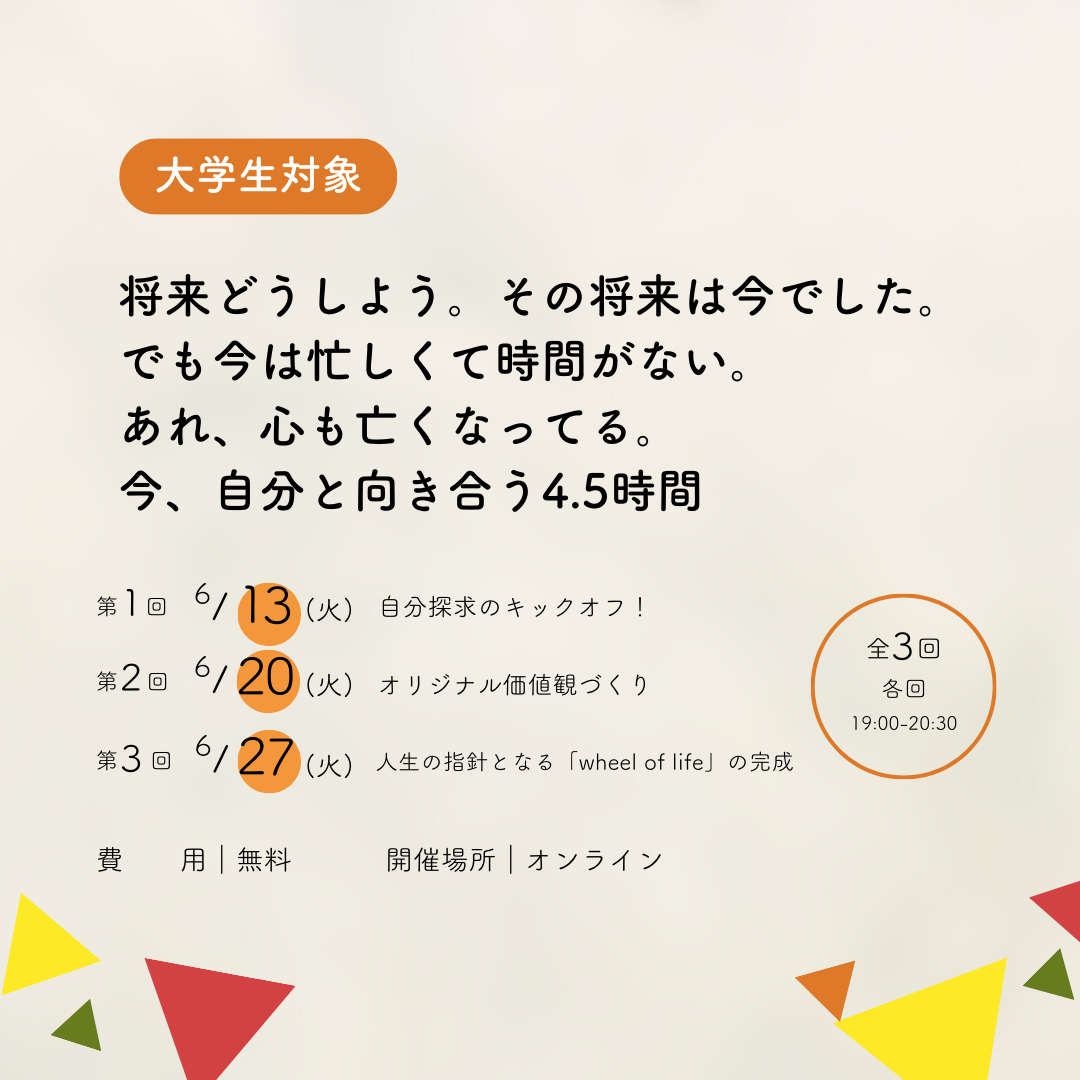 大学生対象
将来どうしよう。その将来は今でした。
でも今は忙しくて時間がない。
あれ、心も亡くなってる。
今、自分と向き合う4.5時間
第1回 6/13(火) 自分探求のキックオフ！
第2回 6/20(火) オリジナル価値観づくり
第3回 6/27(火) 人生の指針となる「wheel of life」の完成
全3回
各回
19:00-20:30
費　用｜無料　開催場所｜オンライン